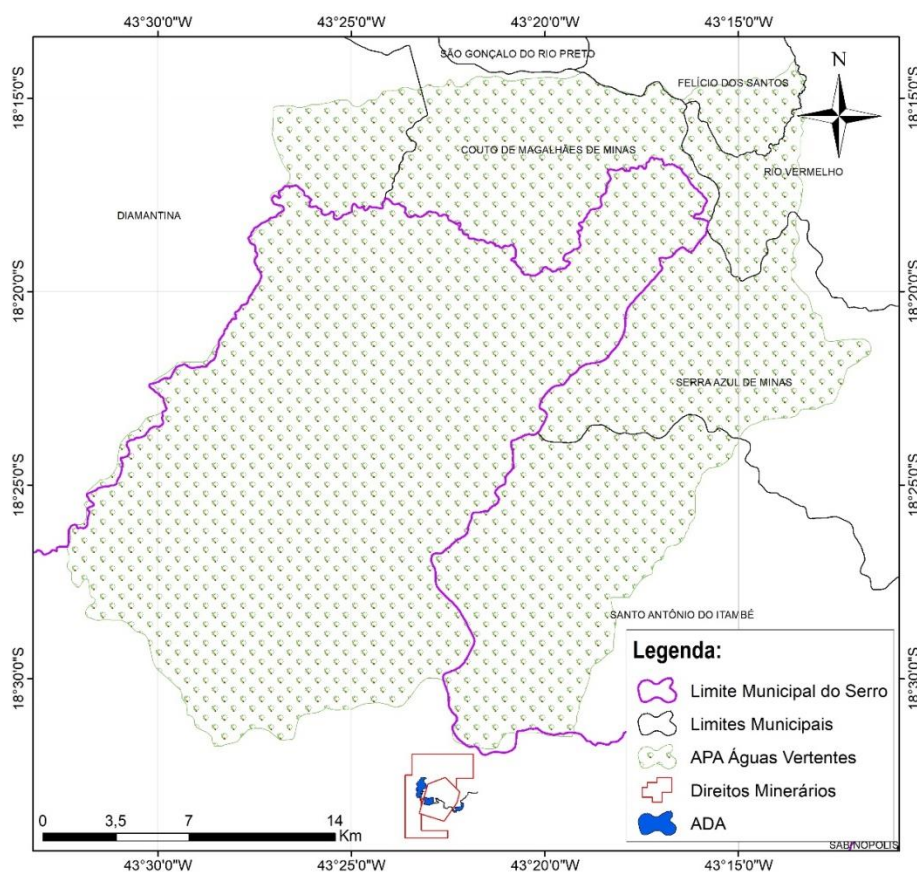 43°30'0"W 43°25'0"W 43°20'0"W 43°15'0"W
SÃO GONÇALO DO RIO PRETO
N
FELÍCIO DOS SANTOS
18°15'0"S 18°15'0"S
COUTO DE MAGALHÃES DE MINAS
RIO VERMELHO
DIAMANTINA
18°20'0"S 18°20'0"S
SERRA AZUL DE MINAS
18°25'0"S 18°25'0"S
SANTO ANTÔNIO DO ITAMBÉ
Legenda:
18°30'0"S 18°30'0"S
Limite Municipal do Serro
Limites Municipais
APA Águas Vertentes
Direitos Minerários
ADA
0 3,5 7 14
Km
SABINÓPOLIS
43°30'0"W 43°25'0"W 43°20'0"W 43°15'0"W